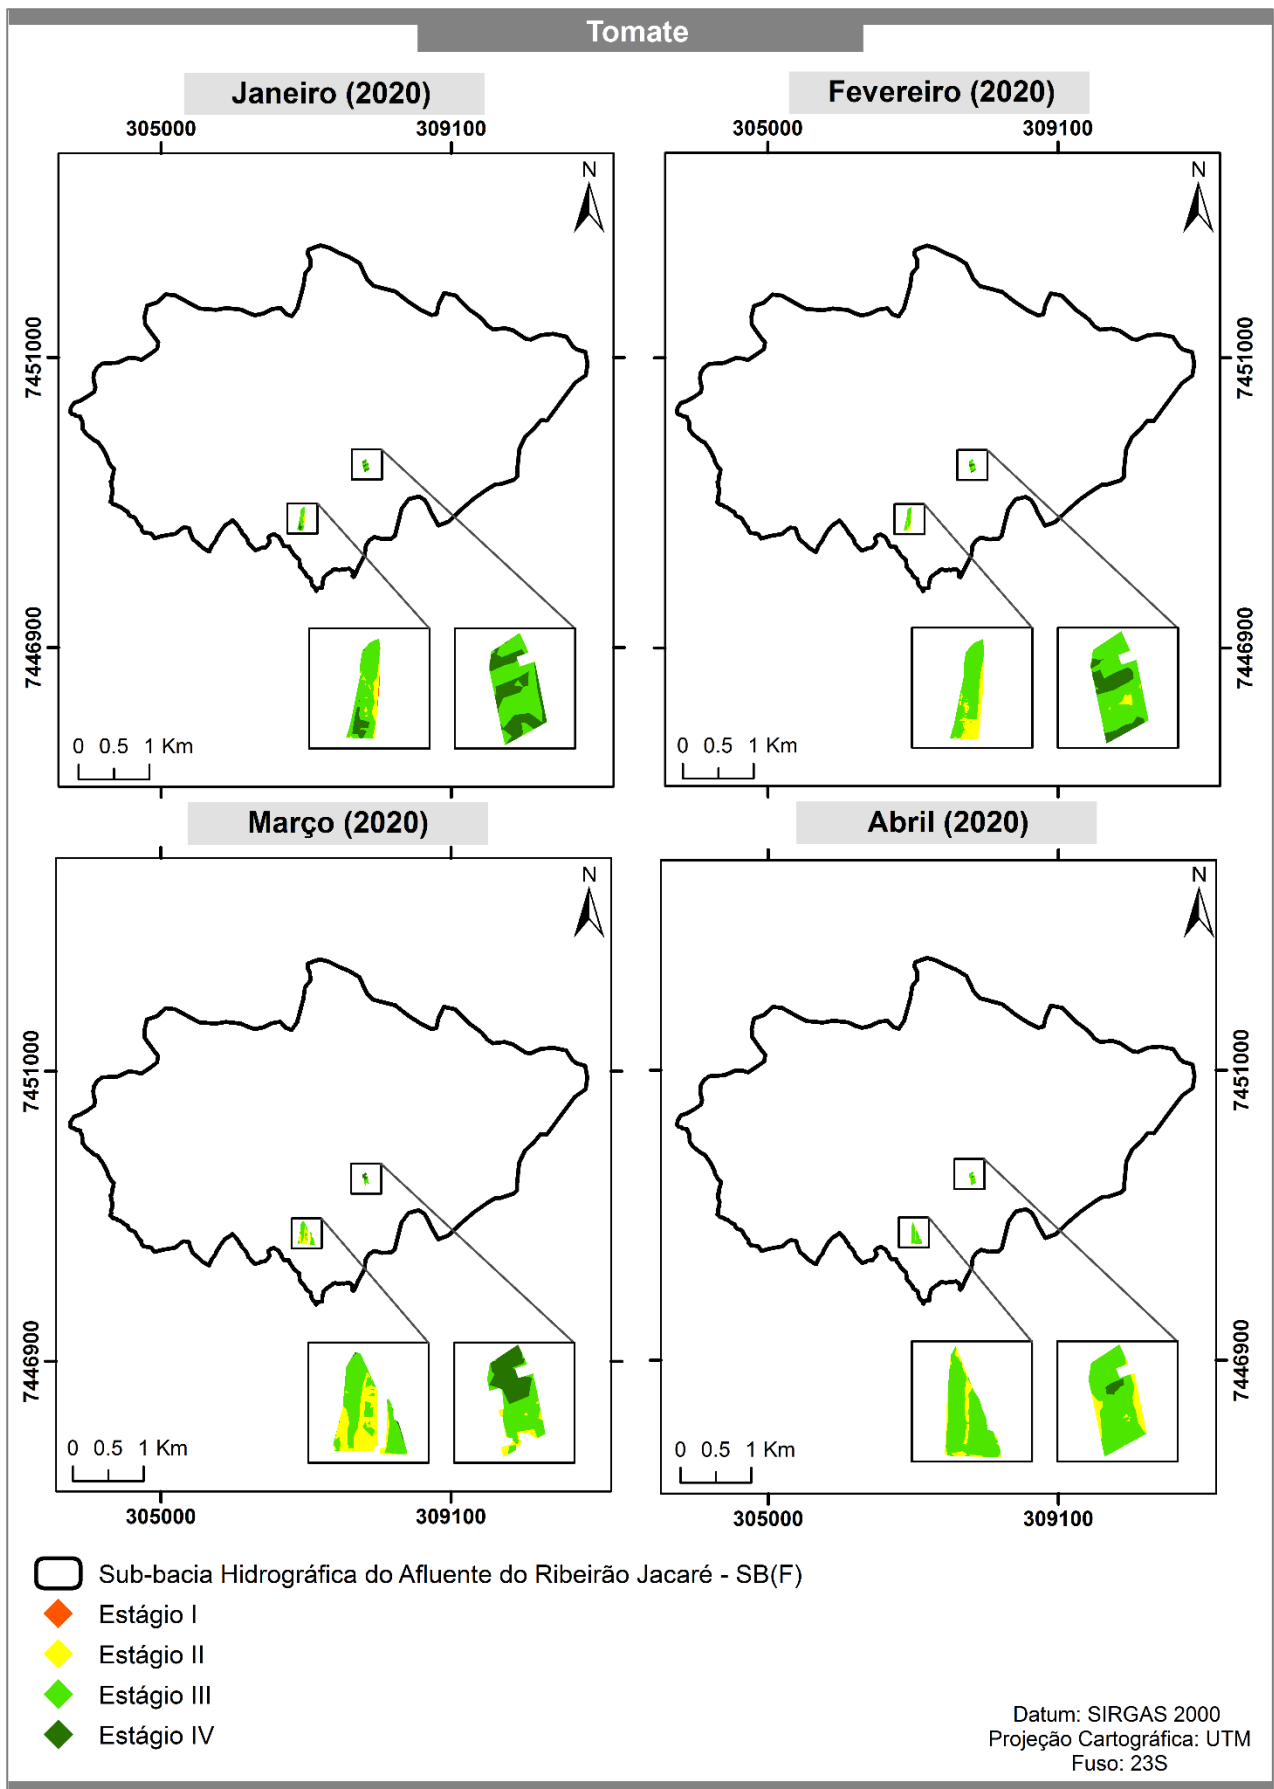 Tomate
Janeiro (2020)
Fevereiro (2020)
305000
309100
305000
309100
N
N
7451000
7451000
7446900
7446900
0 0.5 1 Km
0 0.5 1 Km
Março (2020)
Abril (2020)
N
N
7451000
7451000
7446900
7446900
0 0.5 1 Km
0 0.5 1 Km
305000
309100
305000
309100
Sub-bacia Hidrográfica do Afluente do Ribeirão Jacaré - SB(F)
Estágio I
Estágio II
Estágio III
Estágio IV
Datum: SIRGAS 2000
Projeção Cartográfica: UTM
Fuso: 23S